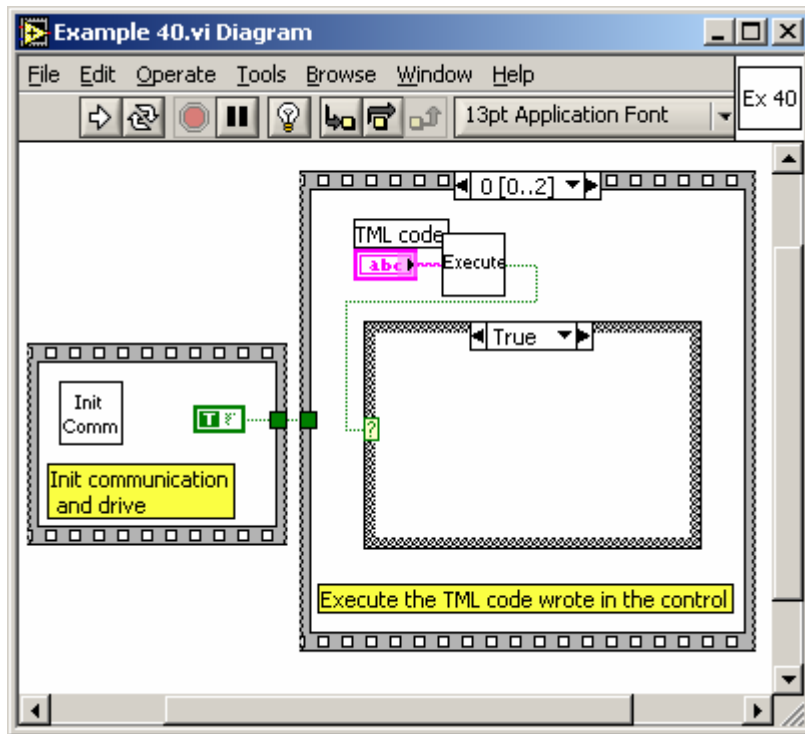 Example 40.vi Diagram
File Edit Operate Tools Browse Window Help
13pt Application Font
Ex 40
0 [0..2]
TML code
abc
Execute
True
?
Init
Comm
T
Init communication
and drive
Execute the TML code wrote in the control